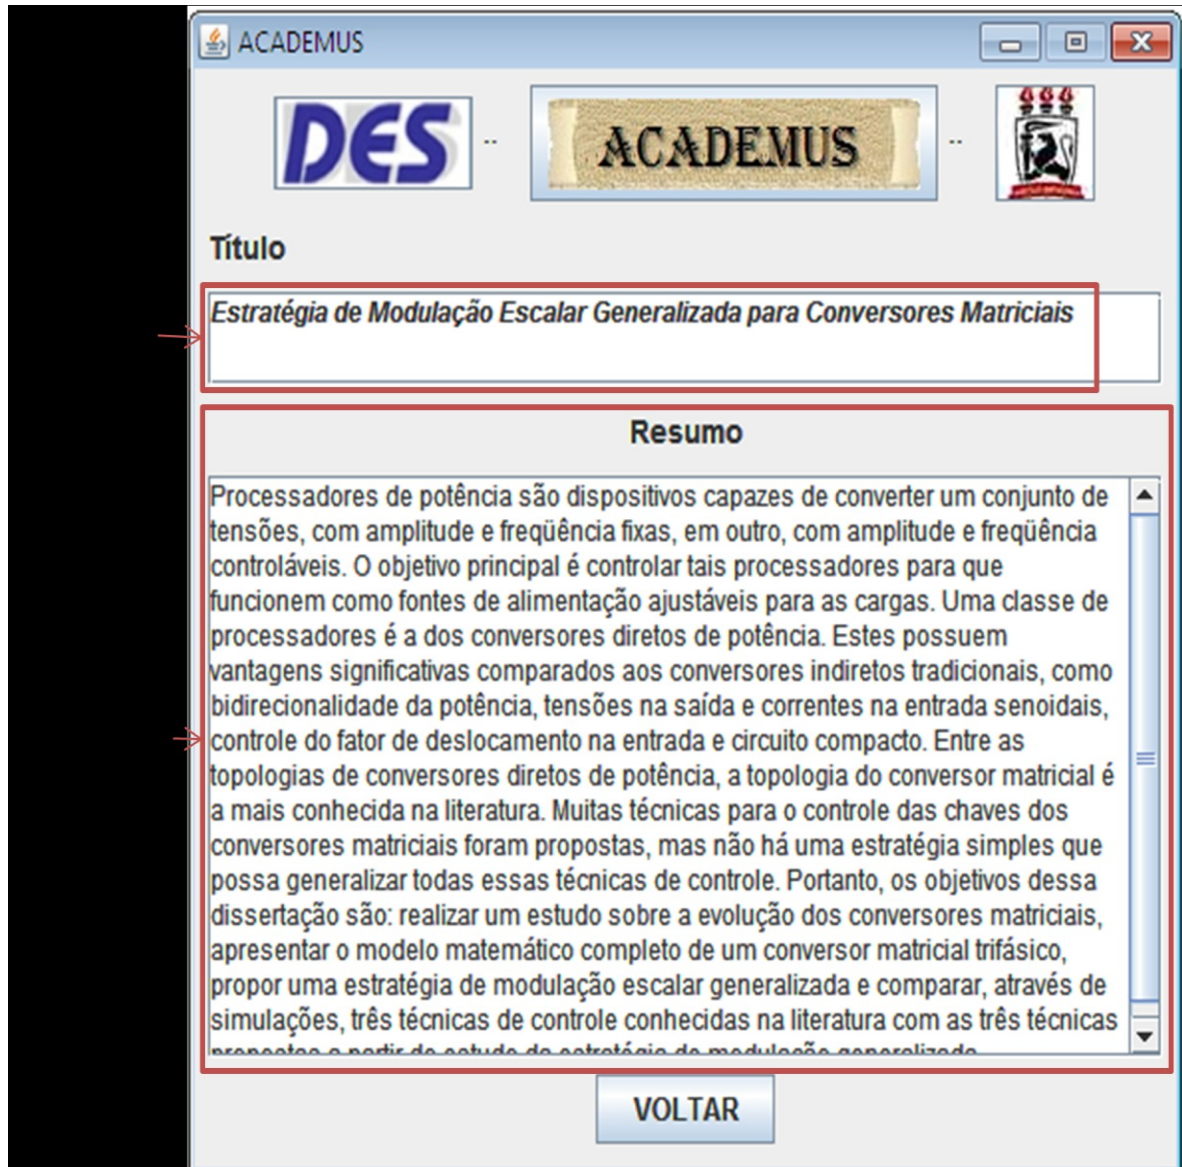 ACADEMUS
DES -- ACADEMUS --
Título
Estratégia de Modulação Escalar Generalizada para Conversores Matriciais
Resumo
Processadores de potência são dispositivos capazes de converter um conjunto de
tensões, com amplitude e freqüência fixas, em outro, com amplitude e freqüência
controláveis. O objetivo principal é controlar tais processadores para que
funcionem como fontes de alimentação ajustáveis para as cargas. Uma classe de
processadores é a dos conversores diretos de potência. Estes possuem
vantagens significativas comparados aos conversores indiretos tradicionais, como
bidirecionalidade da potência, tensões na saída e correntes na entrada senoidais,
controle do fator de deslocamento na entrada e circuito compacto. Entre as
topologias de conversores diretos de potência, a topologia do conversor matricial é
a mais conhecida na literatura. Muitas técnicas para o controle das chaves dos
conversores matriciais foram propostas, mas não há uma estratégia simples que
possa generalizar todas essas técnicas de controle. Portanto, os objetivos dessa
dissertação são: realizar um estudo sobre a evolução dos conversores matriciais,
apresentar o modelo matemático completo de um conversor matricial trifásico,
propor uma estratégia de modulação escalar generalizada e comparar, através de
simulações, três técnicas de controle conhecidas na literatura com as três técnicas
propostas a partir do estudo da estratégia de modulação generalizada
VOLTAR